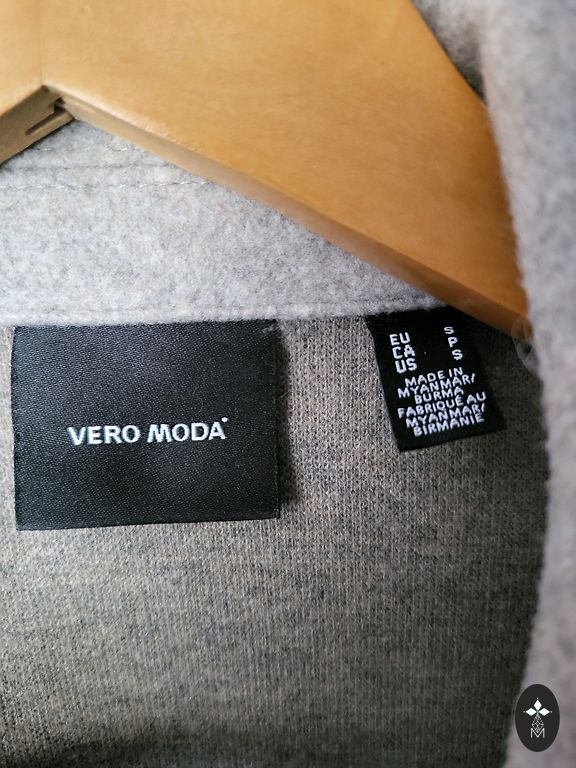 VERO MODA
EU S
CA P
US S
MADE IN
MYANMAR/
BURMA
FABRIQUÉ AU
MYANMAR/
BIRMANIE
M